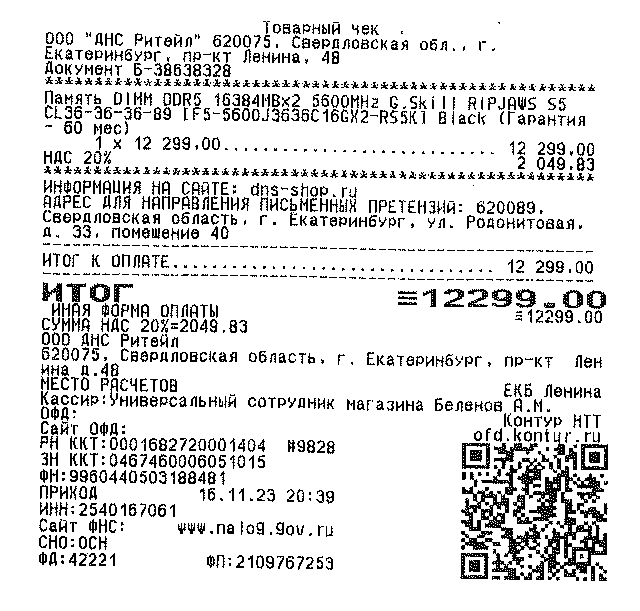 Товарный чек .
ООО "ДНС Ритейл" 620075, Свердловская обл., г.
Екатеринбург, пр-кт Ленина, 48
Документ Б-38638328
************************************************
Память DIMM DDR5 16384MBx2 5600MHz G.Skill RIPJAWS S5
CL36-36-36-89 [F5-5600J3636C16GX2-RS5K] Black (Гарантия
- 60 мес)
1 x 12 299.00............................ 12 299.00
НДС 20% 2 049.83
************************************************
ИНФОРМАЦИЯ НА САЙТЕ: dns-shop.ru
АДРЕС ДЛЯ НАПРАВЛЕНИЯ ПИСЬМЕННЫХ ПРЕТЕНЗИЙ: 620089,
Свердловская область, г. Екатеринбург, ул. Родонитовая,
д. 33, помещение 40
ИТОГ К ОПЛАТЕ................................. 12 299.00
ИТОГ ≡12299.00
ИНАЯ ФОРМА ОПЛАТЫ ≡12299.00
СУММА НДС 20%=2049.83
ООО ДНС Ритейл
620075, Свердловская область, г. Екатеринбург, пр-кт Лен
ина д.48
МЕСТО РАСЧЕТОВ ЕКБ Ленина
Кассир:Универсальный сотрудник магазина Беленов А.М.
ОФД: Контур НТТ
Сайт ОФД: ofd.kontur.ru
РН ККТ:0001682720001404 #9828
ЗН ККТ:0467460006051015
ФН:9960440503188481
ПРИХОД 16.11.23 20:39
ИНН:2540167061
Сайт ФНС: www.nalog.gov.ru
СНО:ОСН
ФД:42221 ФП:2109767253